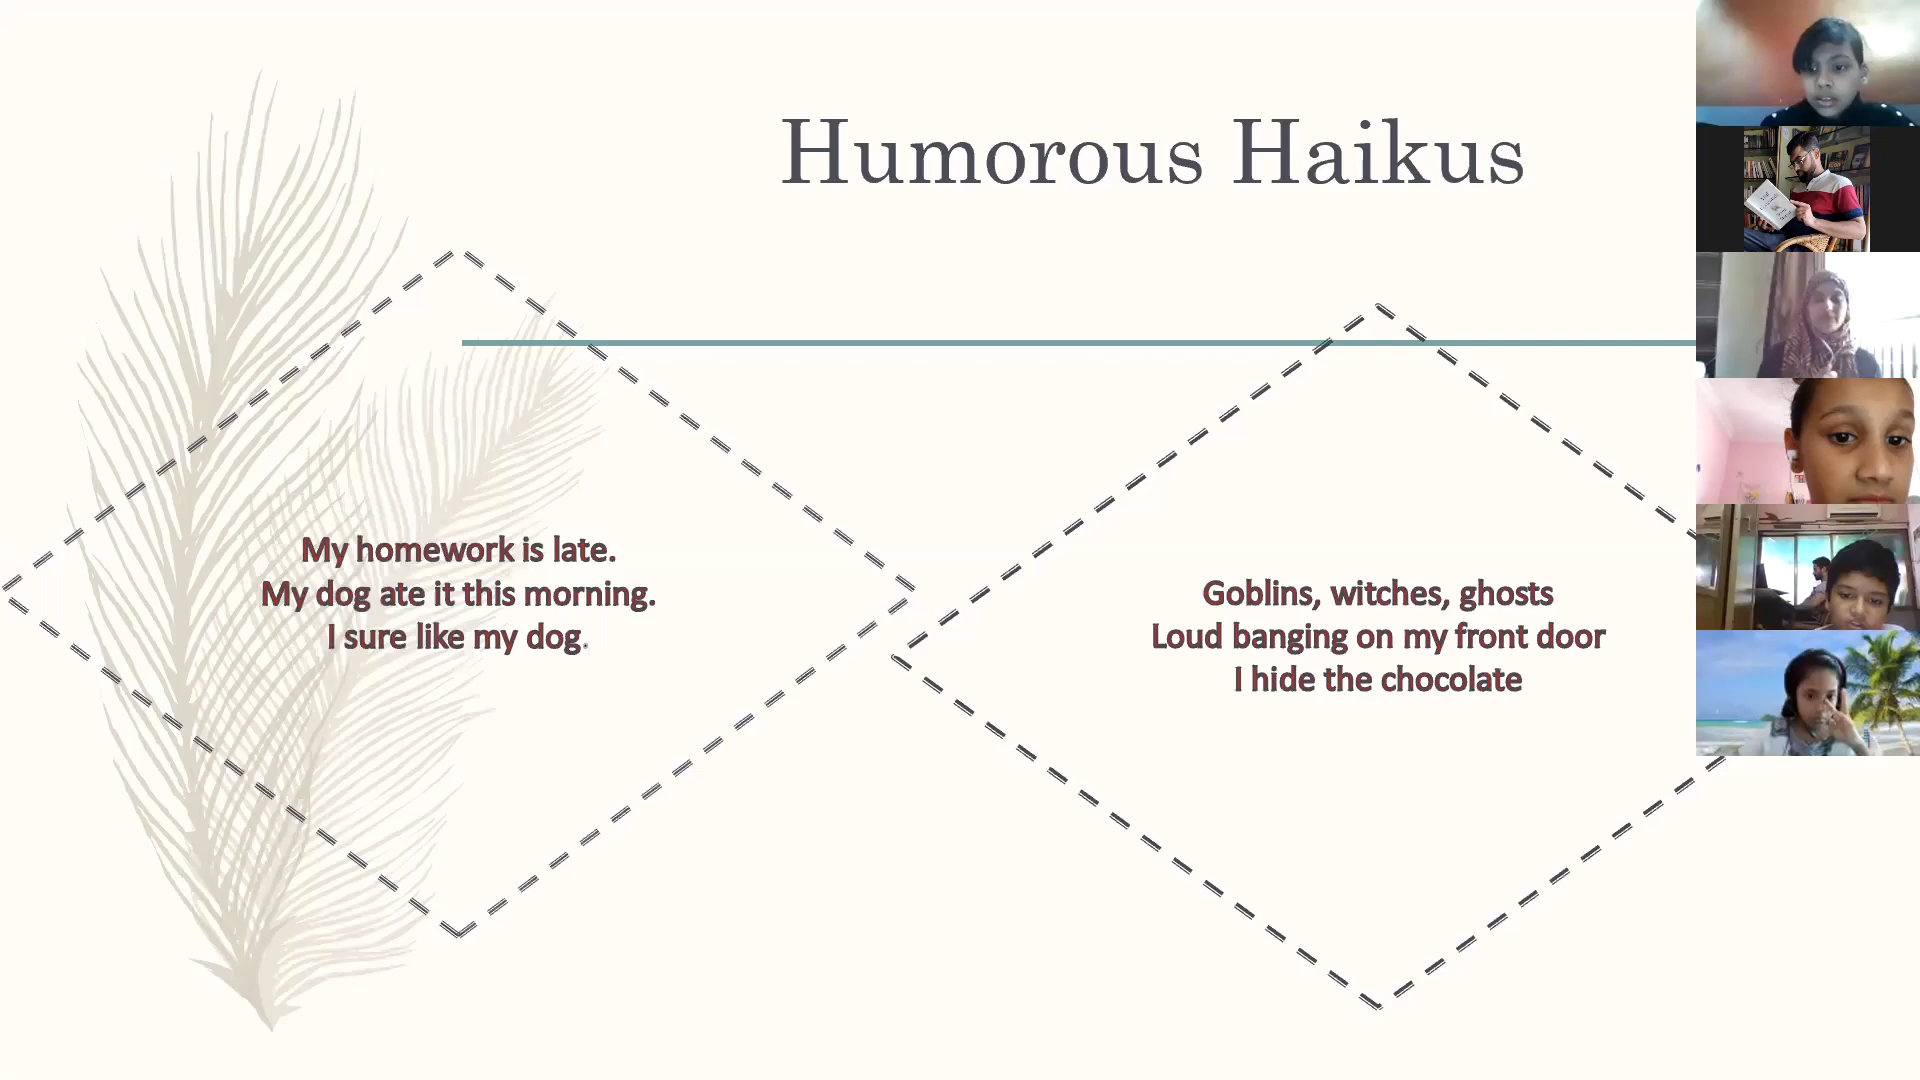 Humorous Haikus
My homework is late.
My dog ate it this morning.
I sure like my dog.
Goblins, witches, ghosts
Loud banging on my front door
I hide the chocolate